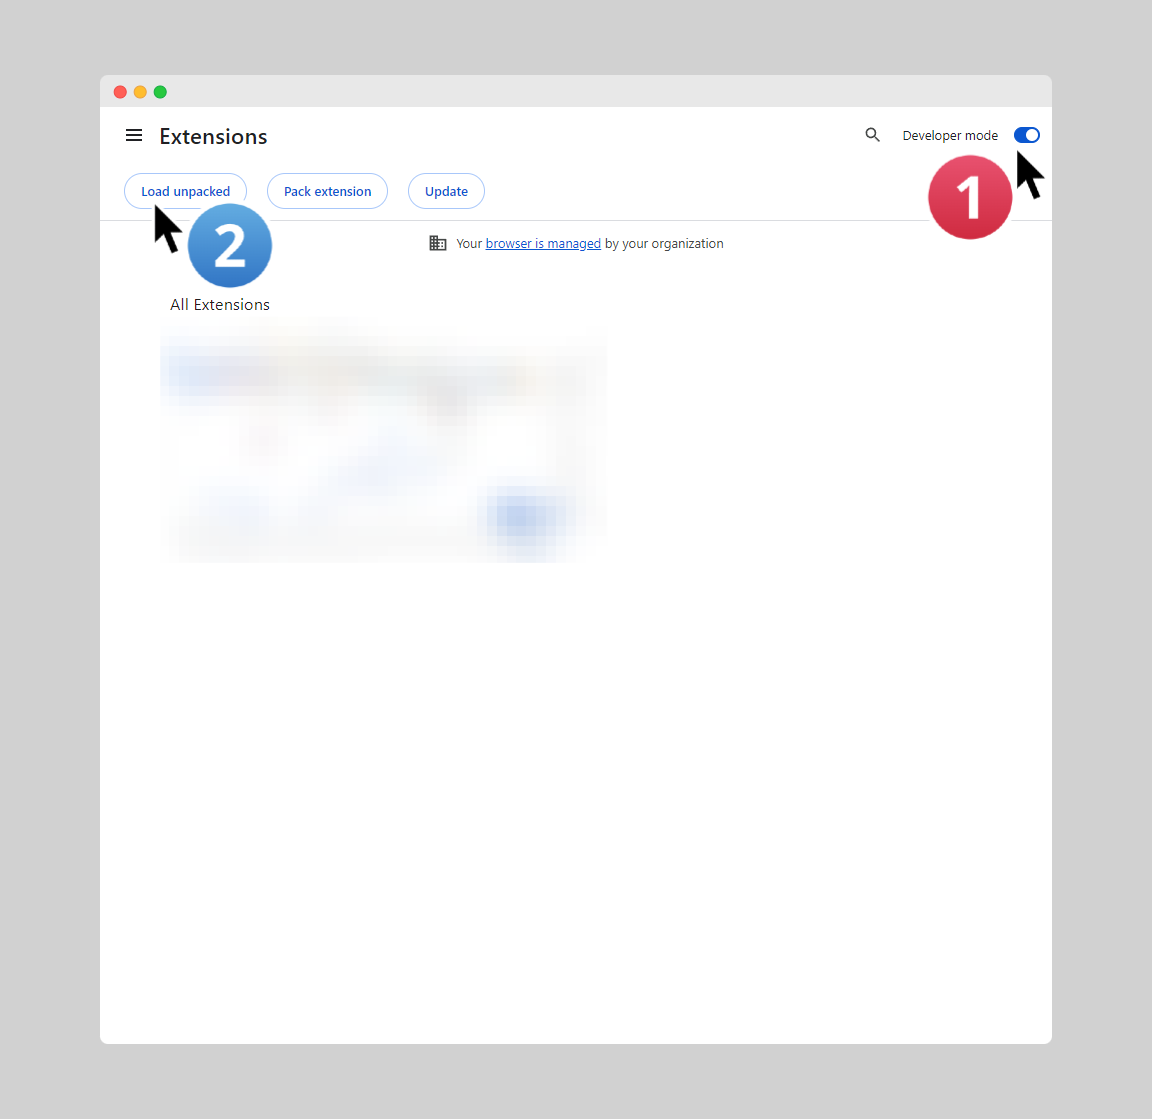 Extensions
Developer mode
1
Load unpacked
Pack extension
Update
2
Your browser is managed by your organization
All Extensions